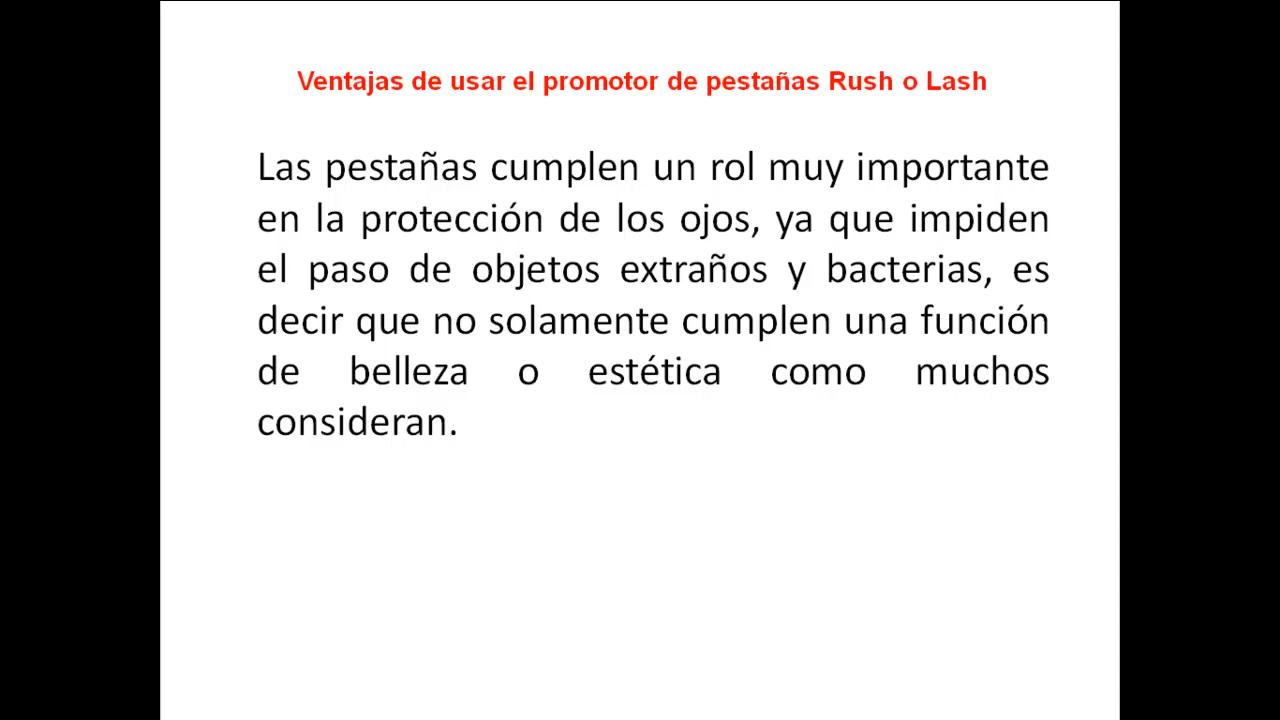 Ventajas de usar el promotor de pestañas Rush o Lash
Las pestañas cumplen un rol muy importante
en la protección de los ojos, ya que impiden
el paso de objetos extraños y bacterias, es
decir que no solamente cumplen una función
de belleza o estética como muchos
consideran.